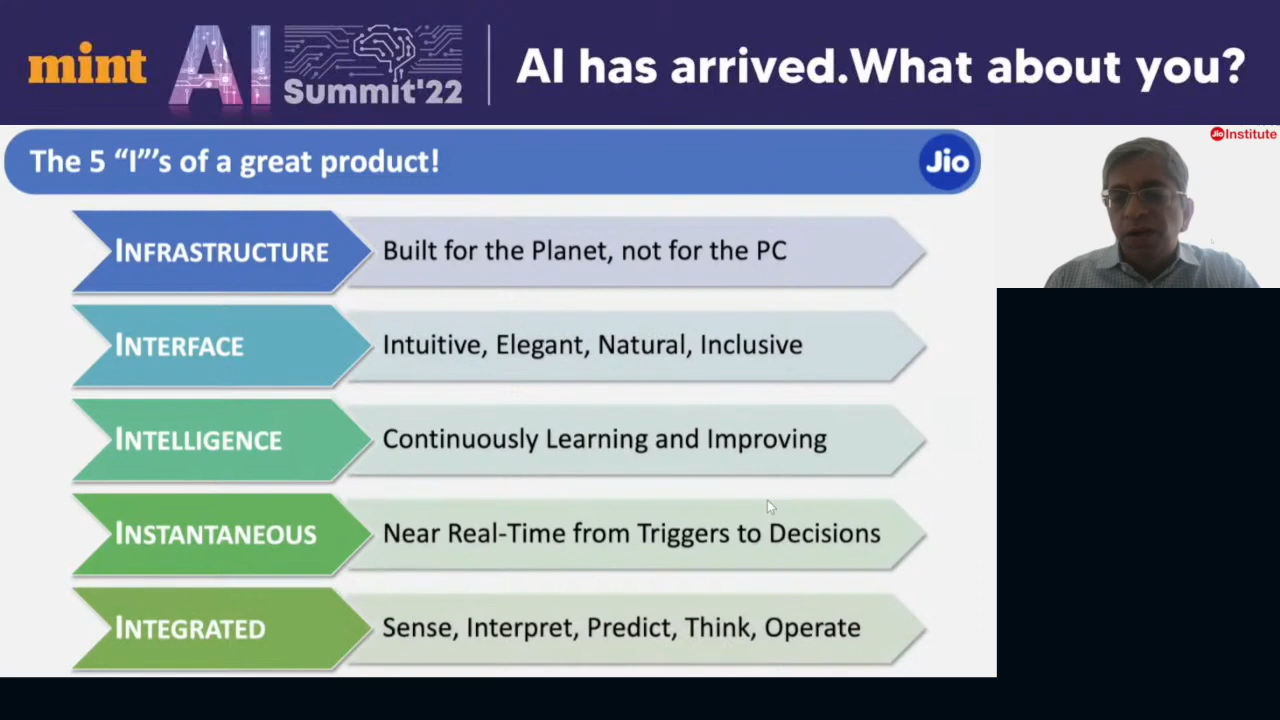 mint AI Summit'22 AI has arrived.What about you?
Jio Institute
The 5 “I”’s of a great product! Jio
INFRASTRUCTURE Built for the Planet, not for the PC
INTERFACE Intuitive, Elegant, Natural, Inclusive
INTELLIGENCE Continuously Learning and Improving
INSTANTANEOUS Near Real-Time from Triggers to Decisions
INTEGRATED Sense, Interpret, Predict, Think, Operate